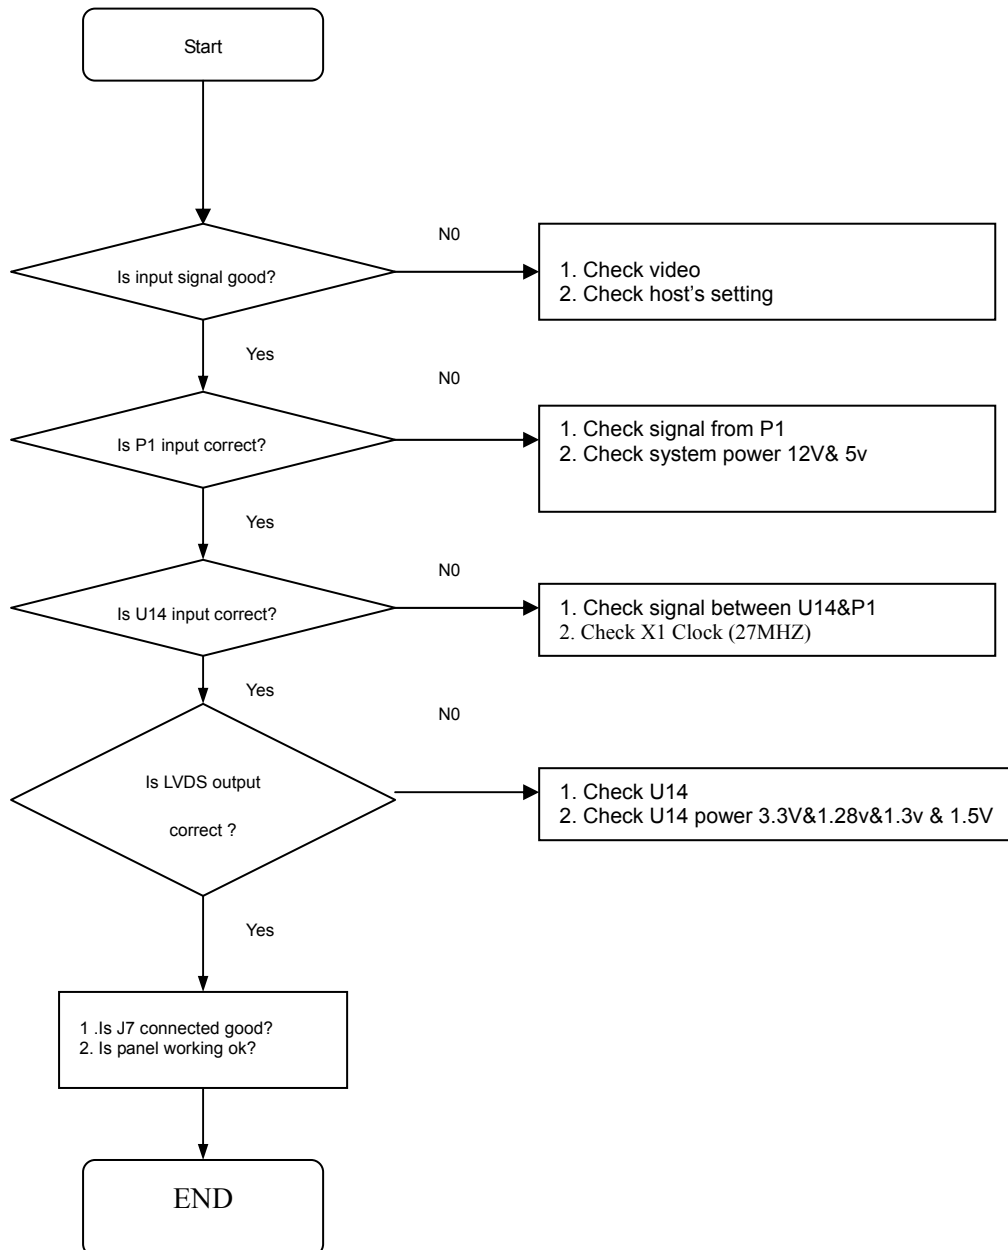 Start
Is input signal good?
N0
1. Check video
2. Check host's setting
Yes
Is P1 input correct?
N0
1. Check signal from P1
2. Check system power 12V& 5v
Yes
Is U14 input correct?
N0
1. Check signal between U14&P1
2. Check X1 Clock (27MHZ)
Yes
Is LVDS output
correct ?
N0
1. Check U14
2. Check U14 power 3.3V&1.28v&1.3v & 1.5V
Yes
1 .Is J7 connected good?
2. Is panel working ok?
END